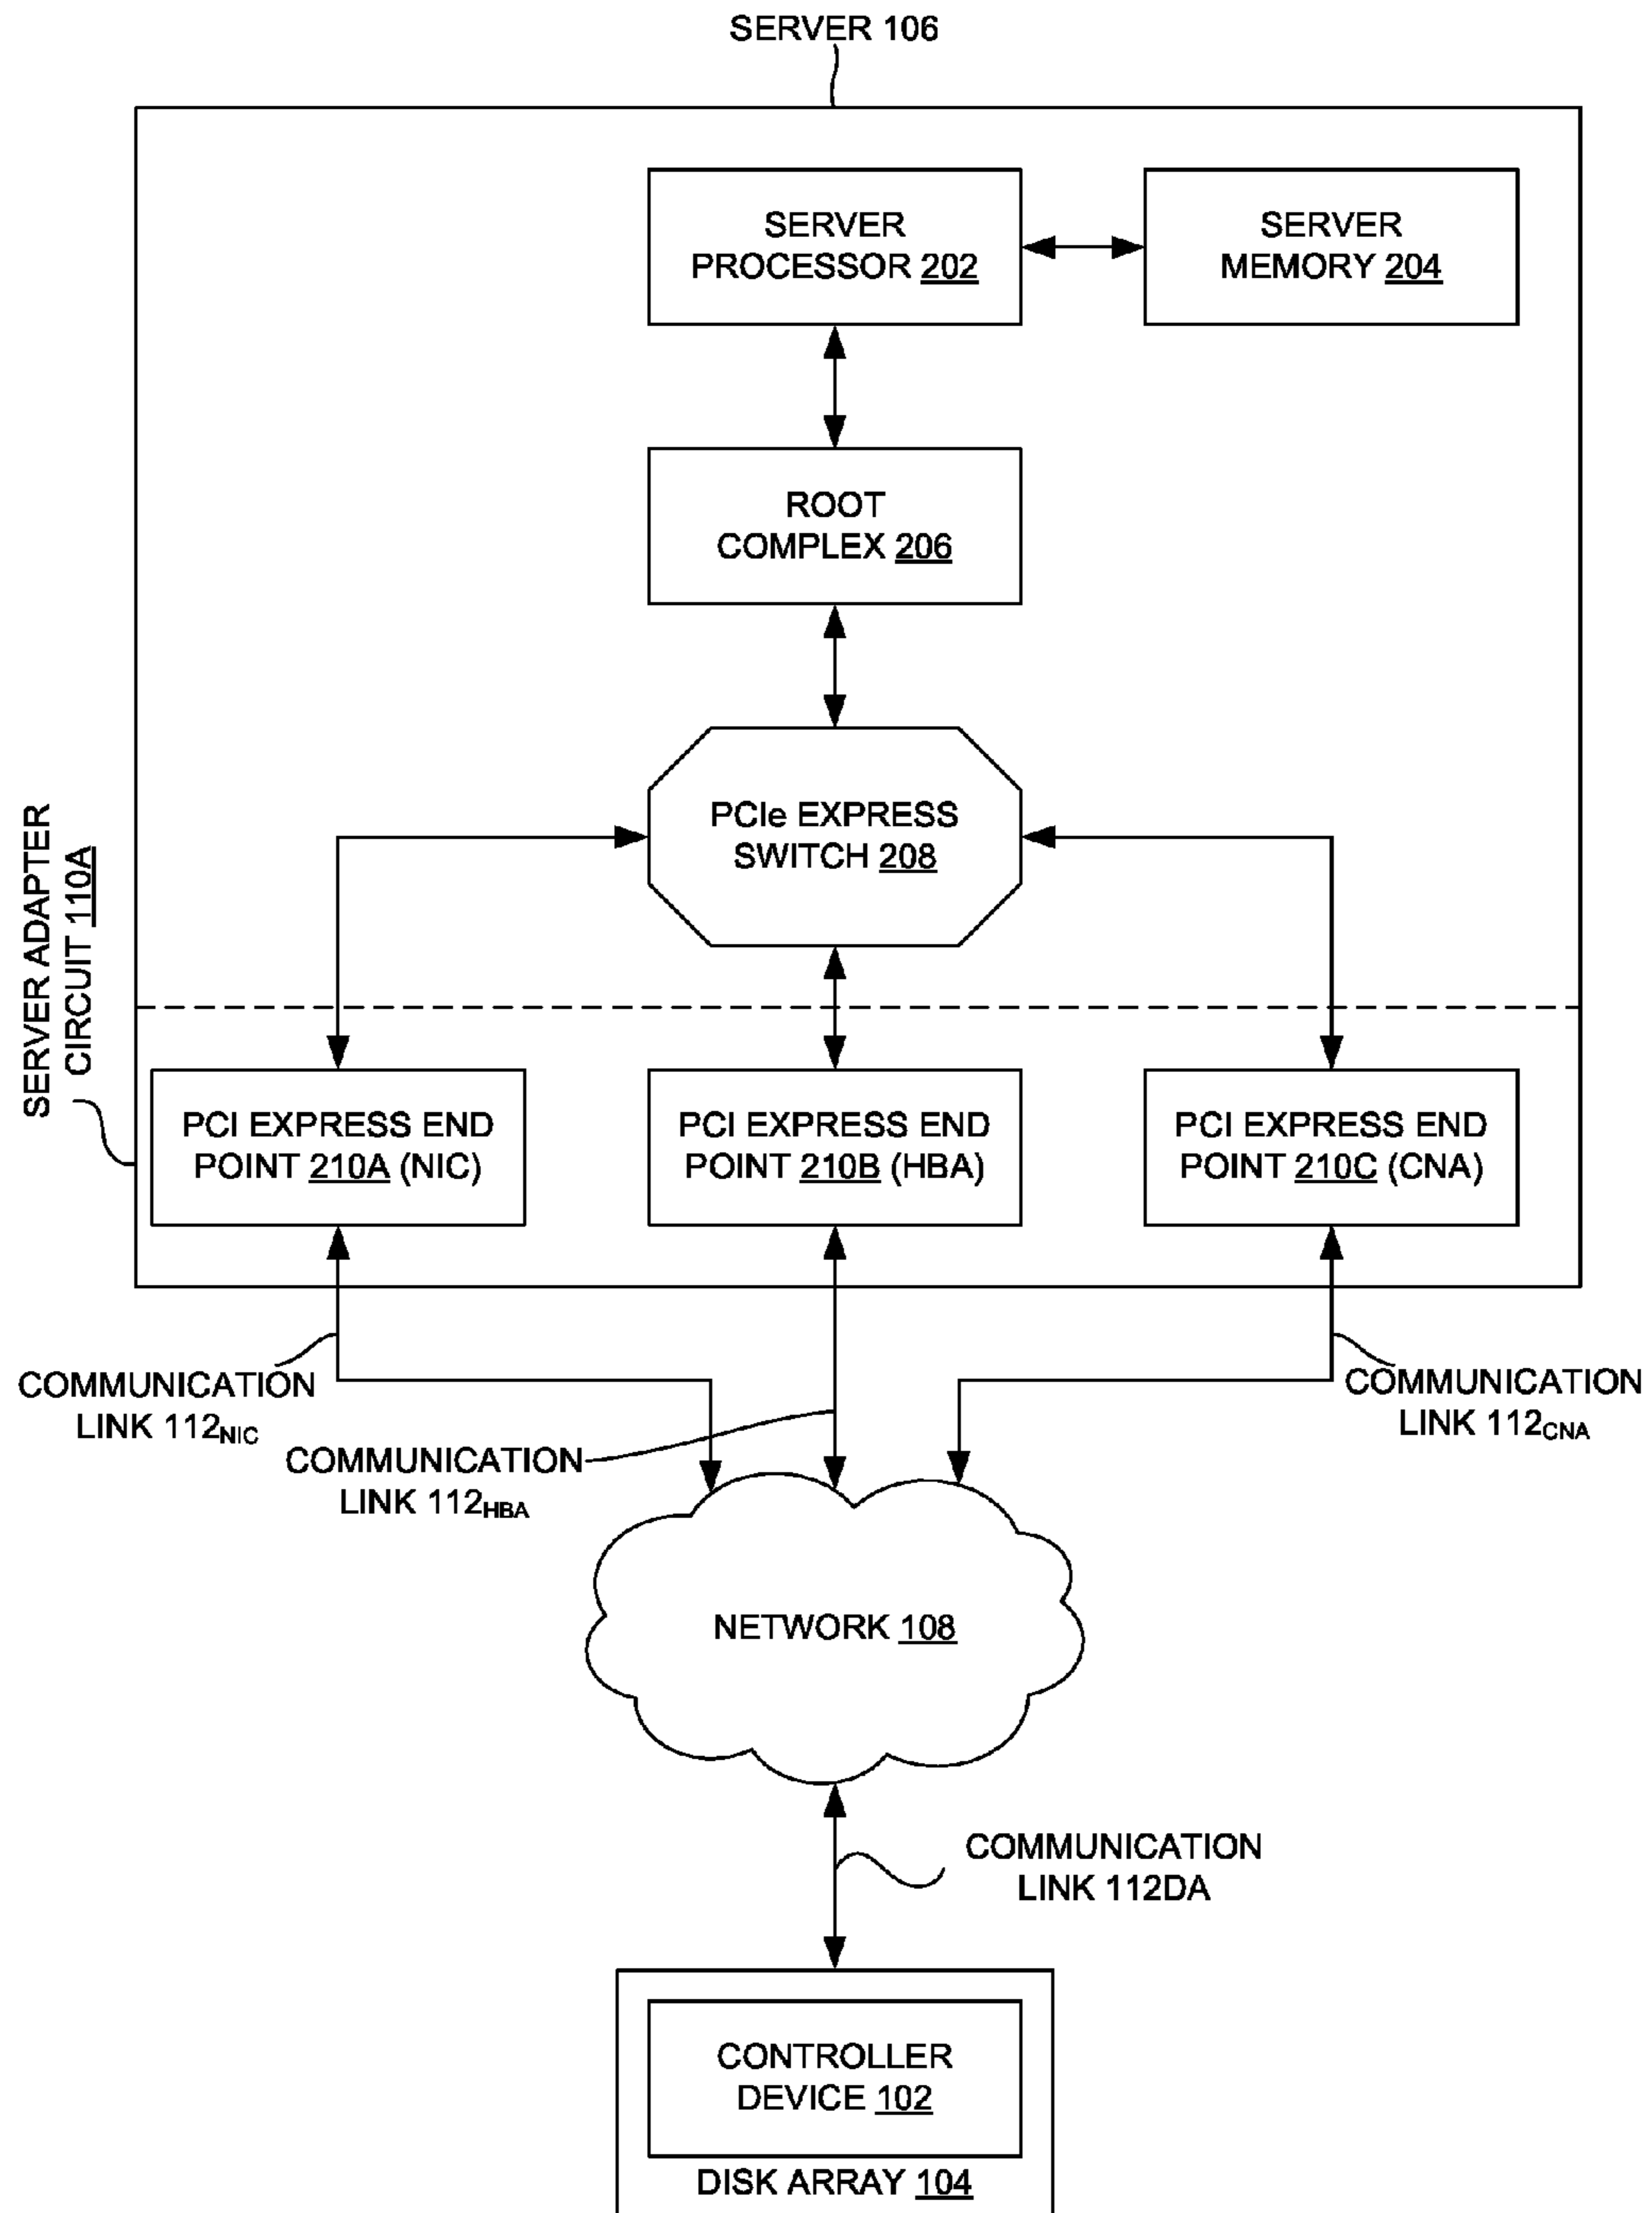 SERVER 106
SERVER
PROCESSOR 202
SERVER
MEMORY 204
ROOT
COMPLEX 206
PCIe EXPRESS
SWITCH 208
SERVER ADAPTER
CIRCUIT 110A
PCI EXPRESS END
POINT 210A (NIC)
PCI EXPRESS END
POINT 210B (HBA)
PCI EXPRESS END
POINT 210C (CNA)
COMMUNICATION
LINK 112NIC
COMMUNICATION
LINK 112HBA
COMMUNICATION
LINK 112CNA
NETWORK 108
COMMUNICATION
LINK 112DA
CONTROLLER
DEVICE 102
DISK ARRAY 104